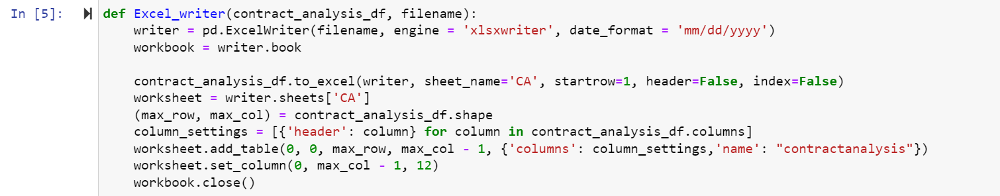 In [5]: def Excel_writer(contract_analysis_df, filename):
    writer = pd.ExcelWriter(filename, engine = 'xlsxwriter', date_format = 'mm/dd/yyyy')
    workbook = writer.book

    contract_analysis_df.to_excel(writer, sheet_name='CA', startrow=1, header=False, index=False)
    worksheet = writer.sheets['CA']
    (max_row, max_col) = contract_analysis_df.shape
    column_settings = [{'header': column} for column in contract_analysis_df.columns]
    worksheet.add_table(0, 0, max_row, max_col - 1, {'columns': column_settings,'name': "contractanalysis"})
    worksheet.set_column(0, max_col - 1, 12)
    workbook.close()